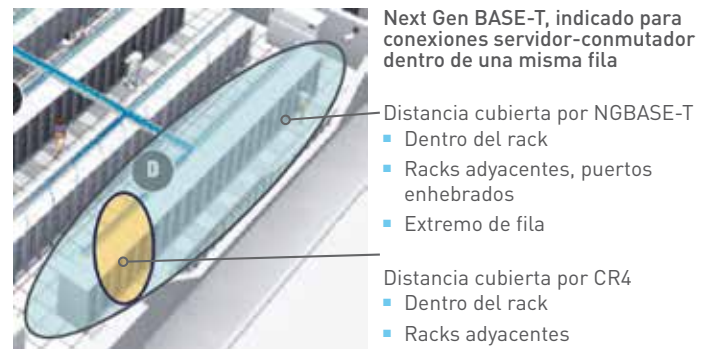 Next Gen BASE-T, indicado para
conexiones servidor-conmutador
dentro de una misma fila
Distancia cubierta por NGBASE-T
Dentro del rack
Racks adyacentes, puertos
enhebrados
Extremo de fila
D
Distancia cubierta por CR4
Dentro del rack
Racks adyacentes